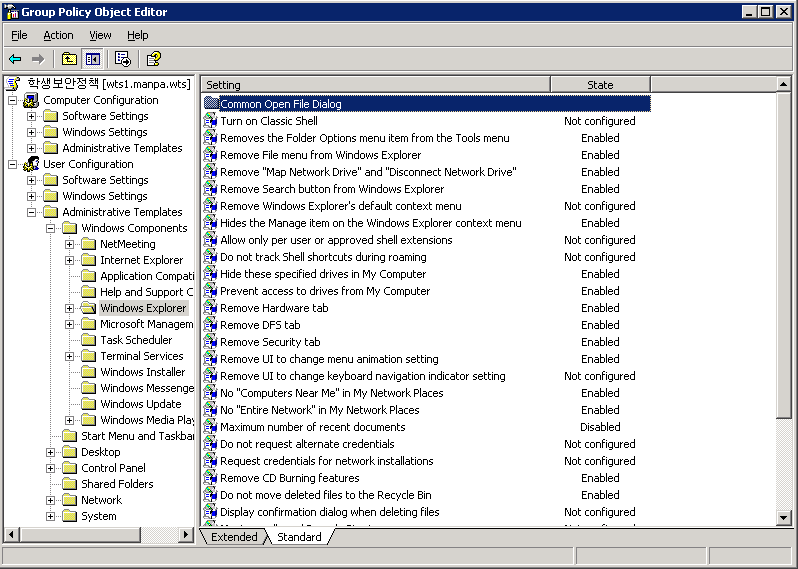 Group Policy Object Editor
File Action View Help
학생보안정책 [wts1.manpa.wts]
Computer Configuration
Software Settings
Windows Settings
Administrative Templates
User Configuration
Software Settings
Windows Settings
Administrative Templates
Windows Components
NetMeeting
Internet Explorer
Application Compati
Help and Support C
Windows Explorer
Microsoft Managem
Task Scheduler
Terminal Services
Windows Installer
Windows Messenge
Windows Update
Windows Media Play
Start Menu and Taskbar
Desktop
Control Panel
Shared Folders
Network
System
Setting State
Common Open File Dialog
Turn on Classic Shell Not configured
Removes the Folder Options menu item from the Tools menu Enabled
Remove File menu from Windows Explorer Enabled
Remove "Map Network Drive" and "Disconnect Network Drive" Enabled
Remove Search button from Windows Explorer Enabled
Remove Windows Explorer's default context menu Not configured
Hides the Manage item on the Windows Explorer context menu Enabled
Allow only per user or approved shell extensions Not configured
Do not track Shell shortcuts during roaming Not configured
Hide these specified drives in My Computer Enabled
Prevent access to drives from My Computer Enabled
Remove Hardware tab Enabled
Remove DFS tab Enabled
Remove Security tab Enabled
Remove UI to change menu animation setting Enabled
Remove UI to change keyboard navigation indicator setting Not configured
No "Computers Near Me" in My Network Places Enabled
No "Entire Network" in My Network Places Enabled
Maximum number of recent documents Disabled
Do not request alternate credentials Not configured
Request credentials for network installations Not configured
Remove CD Burning features Enabled
Do not move deleted files to the Recycle Bin Enabled
Display confirmation dialog when deleting files Not configured
Extended Standard